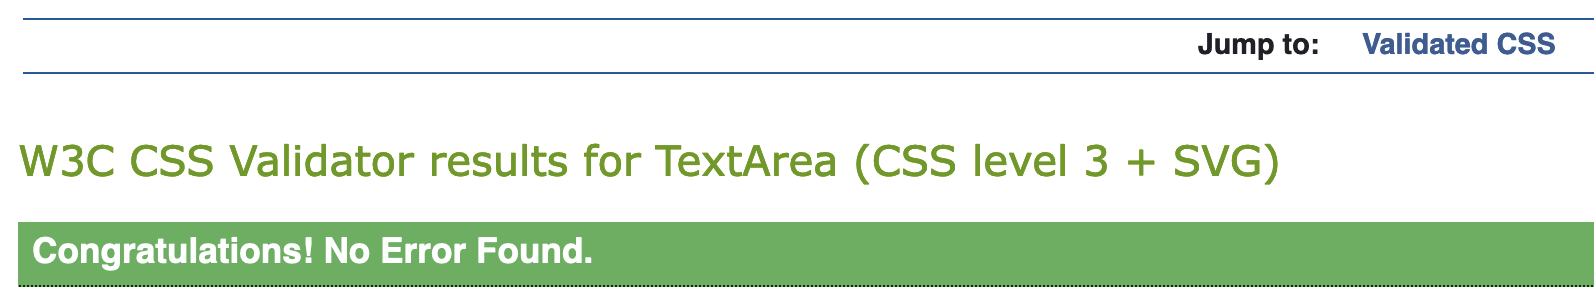 Jump to: Validated CSS
W3C CSS Validator results for TextArea (CSS level 3 + SVG)
Congratulations! No Error Found.